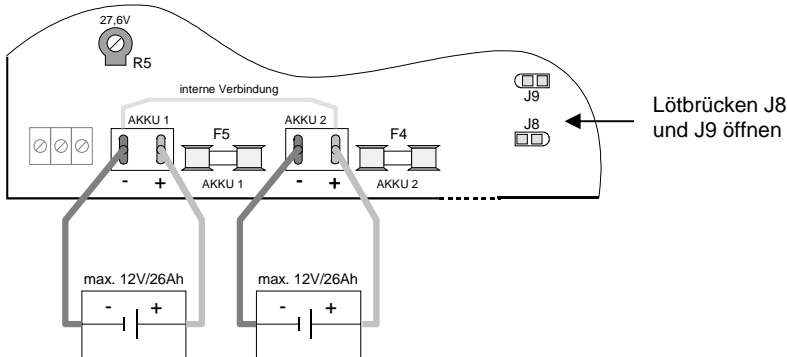 27,6V
R5
interne Verbindung
AKKU 1
F5
AKKU 2
F4
- +
AKKU 1
- +
AKKU 2
J9
J8
Lötbrücken J8
und J9 öffnen
max. 12V/26Ah
- +
max. 12V/26Ah
- +